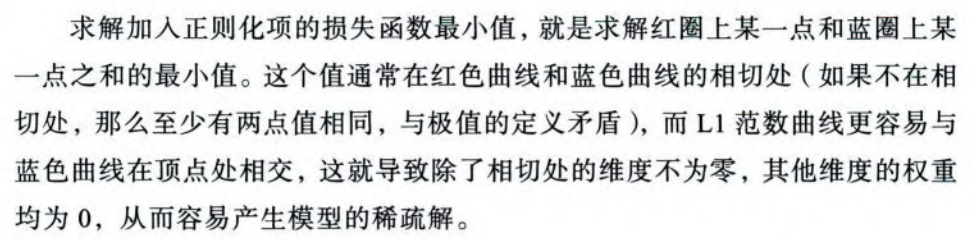 求解加入正则化项的损失函数最小值，就是求解红圈上某一点和蓝圈上某
一点之和的最小值。这个值通常在红色曲线和蓝色曲线的相切处（如果不在相
切处，那么至少有两点值相同，与极值的定义矛盾），而 L1 范数曲线更容易与
蓝色曲线在顶点处相交，这就导致除了相切处的维度不为零，其他维度的权重
均为 0，从而容易产生模型的稀疏解。